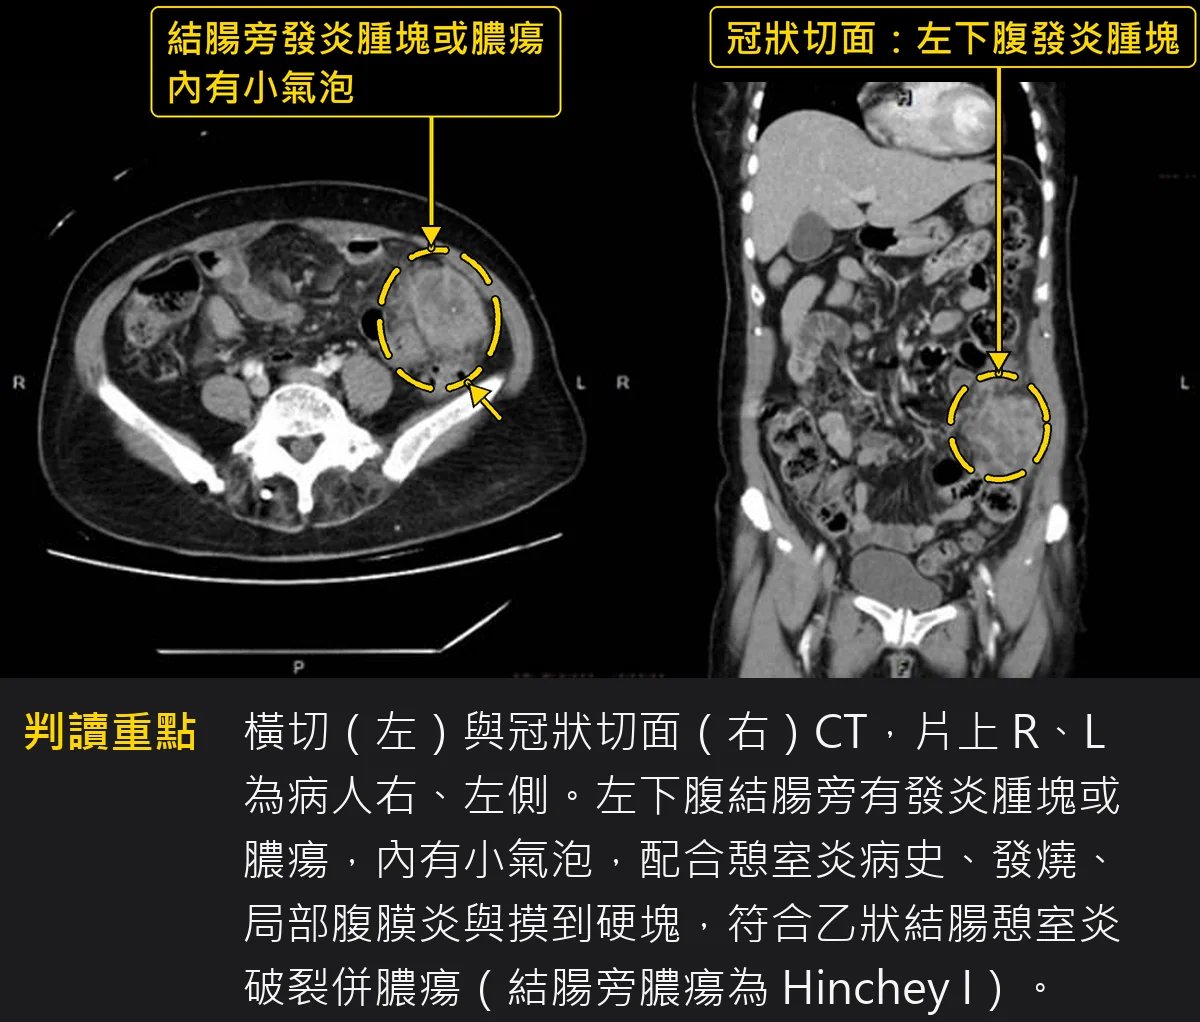 結腸旁發炎腫塊或膿瘍
內有小氣泡
冠狀切面：左下腹發炎腫塊
H
R
L
R
L
P
F
判讀重點
橫切（左）與冠狀切面（右）CT，片上 R、L
為病人右、左側。左下腹結腸旁有發炎腫塊或
膿瘍，內有小氣泡，配合憩室炎病史、發燒、
局部腹膜炎與摸到硬塊，符合乙狀結腸憩室炎
破裂併膿瘍（結腸旁膿瘍為 Hinchey I）。